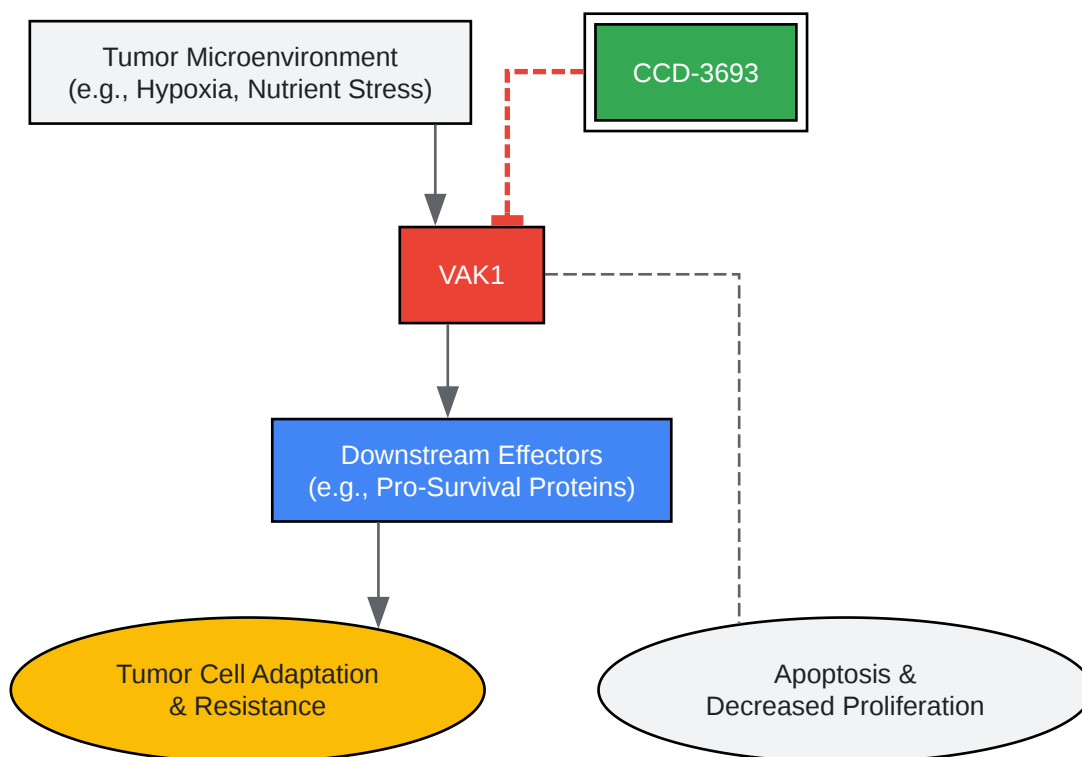 Tumor Microenvironment
(e.g., Hypoxia, Nutrient Stress)
CCD-3693
VAK1
Downstream Effectors
(e.g., Pro-Survival Proteins)
Tumor Cell Adaptation
& Resistance
Apoptosis &
Decreased Proliferation